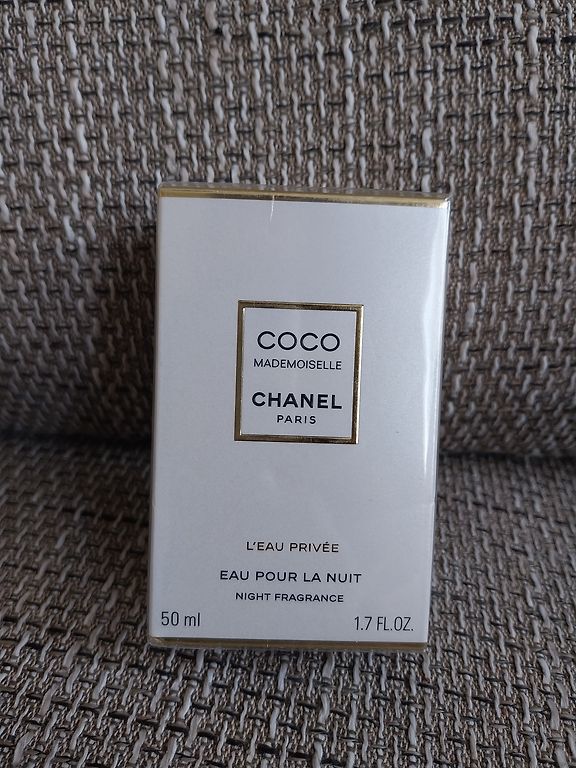 COCO
MADEMOISELLE
CHANEL
PARIS
L'EAU PRIVÉE
EAU POUR LA NUIT
NIGHT FRAGRANCE
50 ml 1.7 FL.OZ.